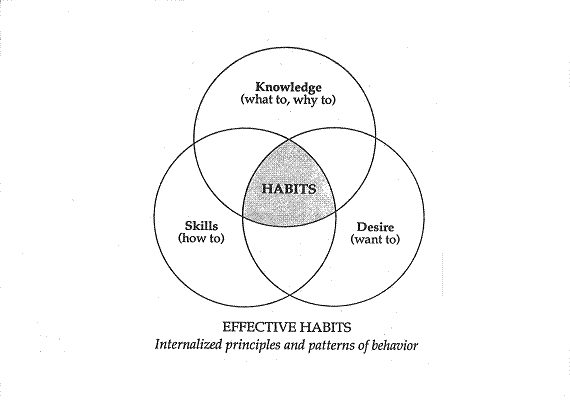 Knowledge
(what to, why to)
HABITS
Skills
(how to)
Desire
(want to)
EFFECTIVE HABITS
Internalized principles and patterns of behavior